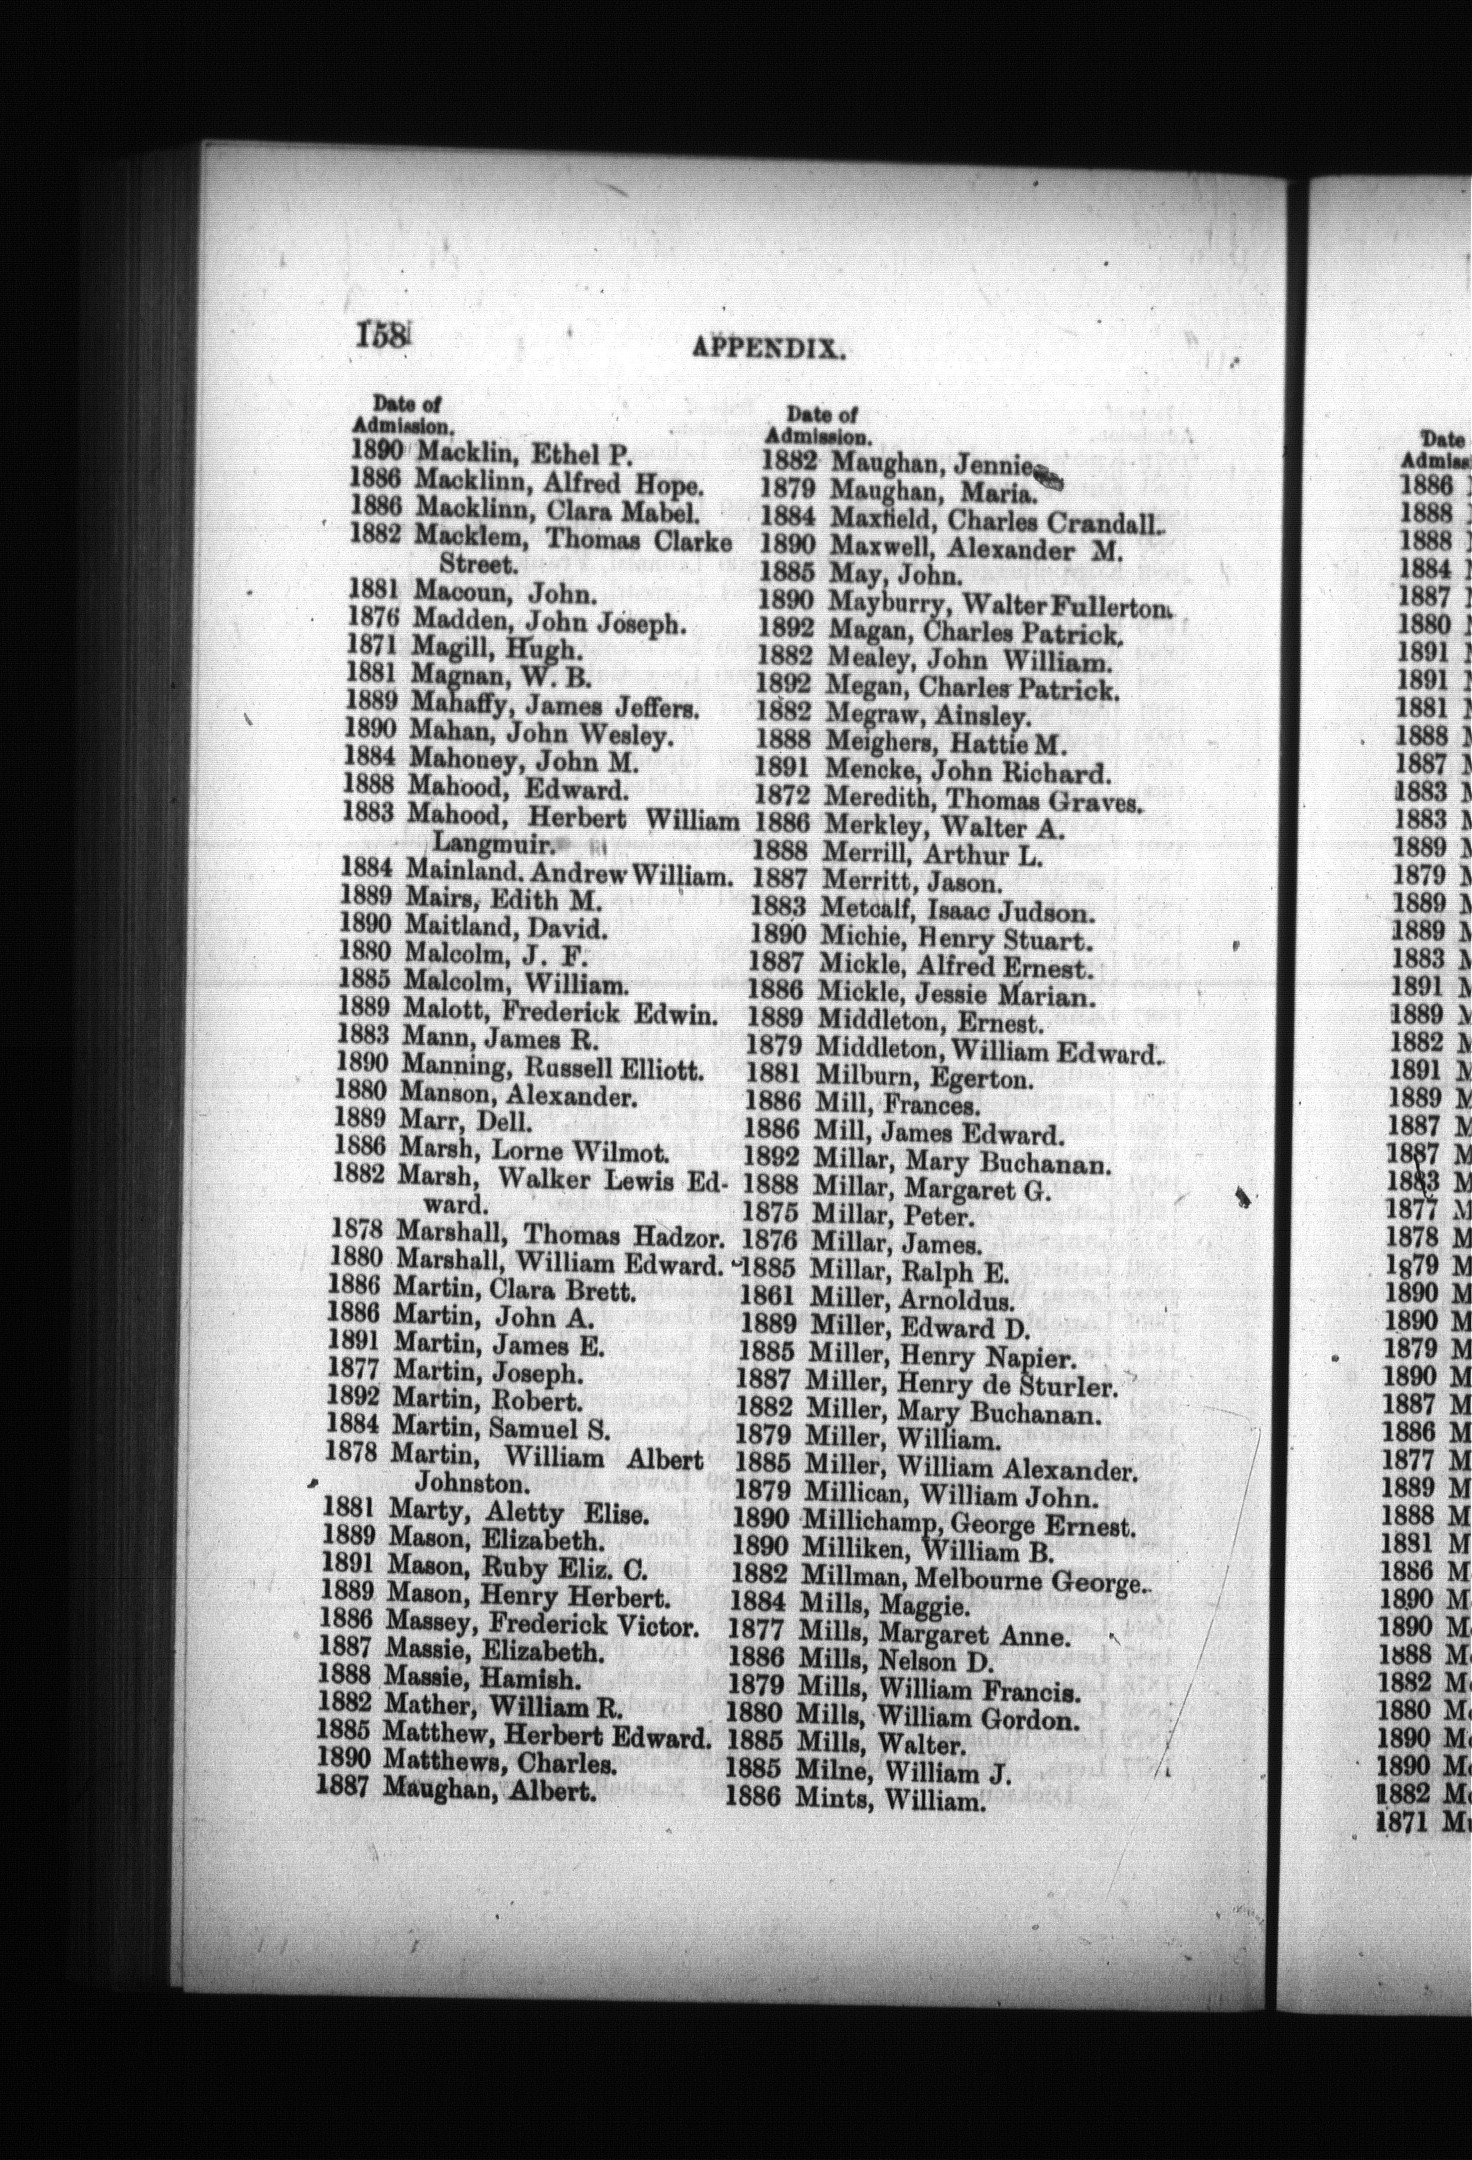 158
APPENDIX.
Date of
Admission.
1890 Macklin, Ethel P.
1886 Macklinn, Alfred Hope.
1886 Macklinn, Clara Mabel.
1882 Macklem, Thomas Clarke
Street.
1881 Macoun, John.
1876 Madden, John Joseph.
1871 Magill, Hugh.
1881 Magnan, W. B.
1889 Mahaffy, James Jeffers.
1890 Mahan, John Wesley.
1884 Mahoney, John M.
1888 Mahood, Edward.
1883 Mahood, Herbert William
Langmuir.
1884 Mainland. Andrew William.
1889 Mairs, Edith M.
1890 Maitland, David.
1880 Malcolm, J. F.
1885 Malcolm, William.
1889 Malott, Frederick Edwin.
1883 Mann, James R.
1890 Manning, Russell Elliott.
1880 Manson, Alexander.
1889 Marr, Dell.
1886 Marsh, Lorne Wilmot.
1882 Marsh, Walker Lewis Ed-
ward.
1878 Marshall, Thomas Hadzor.
1880 Marshall, William Edward.
1886 Martin, Clara Brett.
1886 Martin, John A.
1891 Martin, James E.
1877 Martin, Joseph.
1892 Martin, Robert.
1884 Martin, Samuel S.
1878 Martin, William Albert
Johnston.
1881 Marty, Aletty Elise.
1889 Mason, Elizabeth.
1891 Mason, Ruby Eliz. C.
1889 Mason, Henry Herbert.
1886 Massey, Frederick Victor.
1887 Massie, Elizabeth.
1888 Massie, Hamish.
1882 Mather, William R.
1885 Matthew, Herbert Edward.
1890 Matthews, Charles.
1887 Maughan, Albert.
Date of
Admission.
1882 Maughan, Jennie
1879 Maughan, Maria.
1884 Maxfield, Charles Crandall.
1890 Maxwell, Alexander M.
1885 May, John.
1890 Mayburry, Walter Fullerton.
1892 Magan, Charles Patrick.
1882 Mealey, John William.
1892 Megan, Charles Patrick.
1882 Megraw, Ainsley.
1888 Meighers, Hattie M.
1891 Mencke, John Richard.
1872 Meredith, Thomas Graves.
1886 Merkley, Walter A.
1888 Merrill, Arthur L.
1887 Merritt, Jason.
1883 Metcalf, Isaac Judson.
1890 Michie, Henry Stuart.
1887 Mickle, Alfred Ernest.
1886 Mickle, Jessie Marian.
1889 Middleton, Ernest.
1879 Middleton, William Edward.
1881 Milburn, Egerton.
1886 Mill, Frances.
1886 Mill, James Edward.
1892 Millar, Mary Buchanan.
1888 Millar, Margaret G.
1875 Millar, Peter.
1876 Millar, James.
1885 Millar, Ralph E.
1861 Miller, Arnoldus.
1889 Miller, Edward D.
1885 Miller, Henry Napier.
1887 Miller, Henry de Sturler.
1882 Miller, Mary Buchanan.
1879 Miller, William.
1885 Miller, William Alexander.
1879 Millican, William John.
1890 Millichamp, George Ernest.
1890 Milliken, William B.
1882 Millman, Melbourne George.
1884 Mills, Maggie.
1877 Mills, Margaret Anne.
1886 Mills, Nelson D.
1879 Mills, William Francis.
1880 Mills, William Gordon.
1885 Mills, Walter.
1885 Milne, William J.
1886 Mints, William.
Date
1886
1888
1888
1884
1887
1880
1891
1891
1881
1888
1887
1883
1883
1889
1879
1889
1889
1883
1891
1889
1882
1891
1889
1887
1887
1883
1877
1878
1879
1890
1890
1879
1890
1887
1886
1877
1889
1888
1881
1886
1890
1890
1888
1882
1880
1890
1890
1882
1871